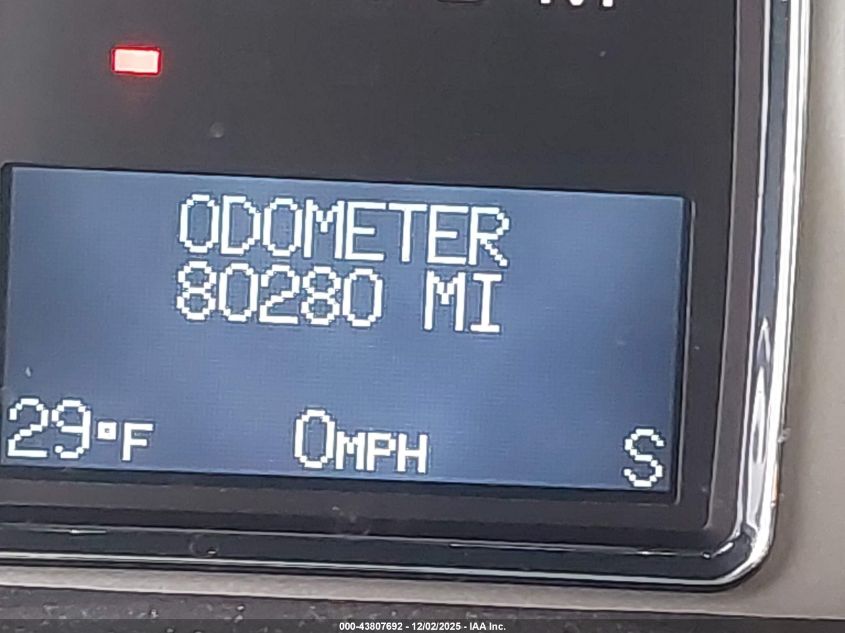 ODOMETER
80280 MI
29°F 0MPH S
000-43807692 - 12/02/2025 - IAA Inc.